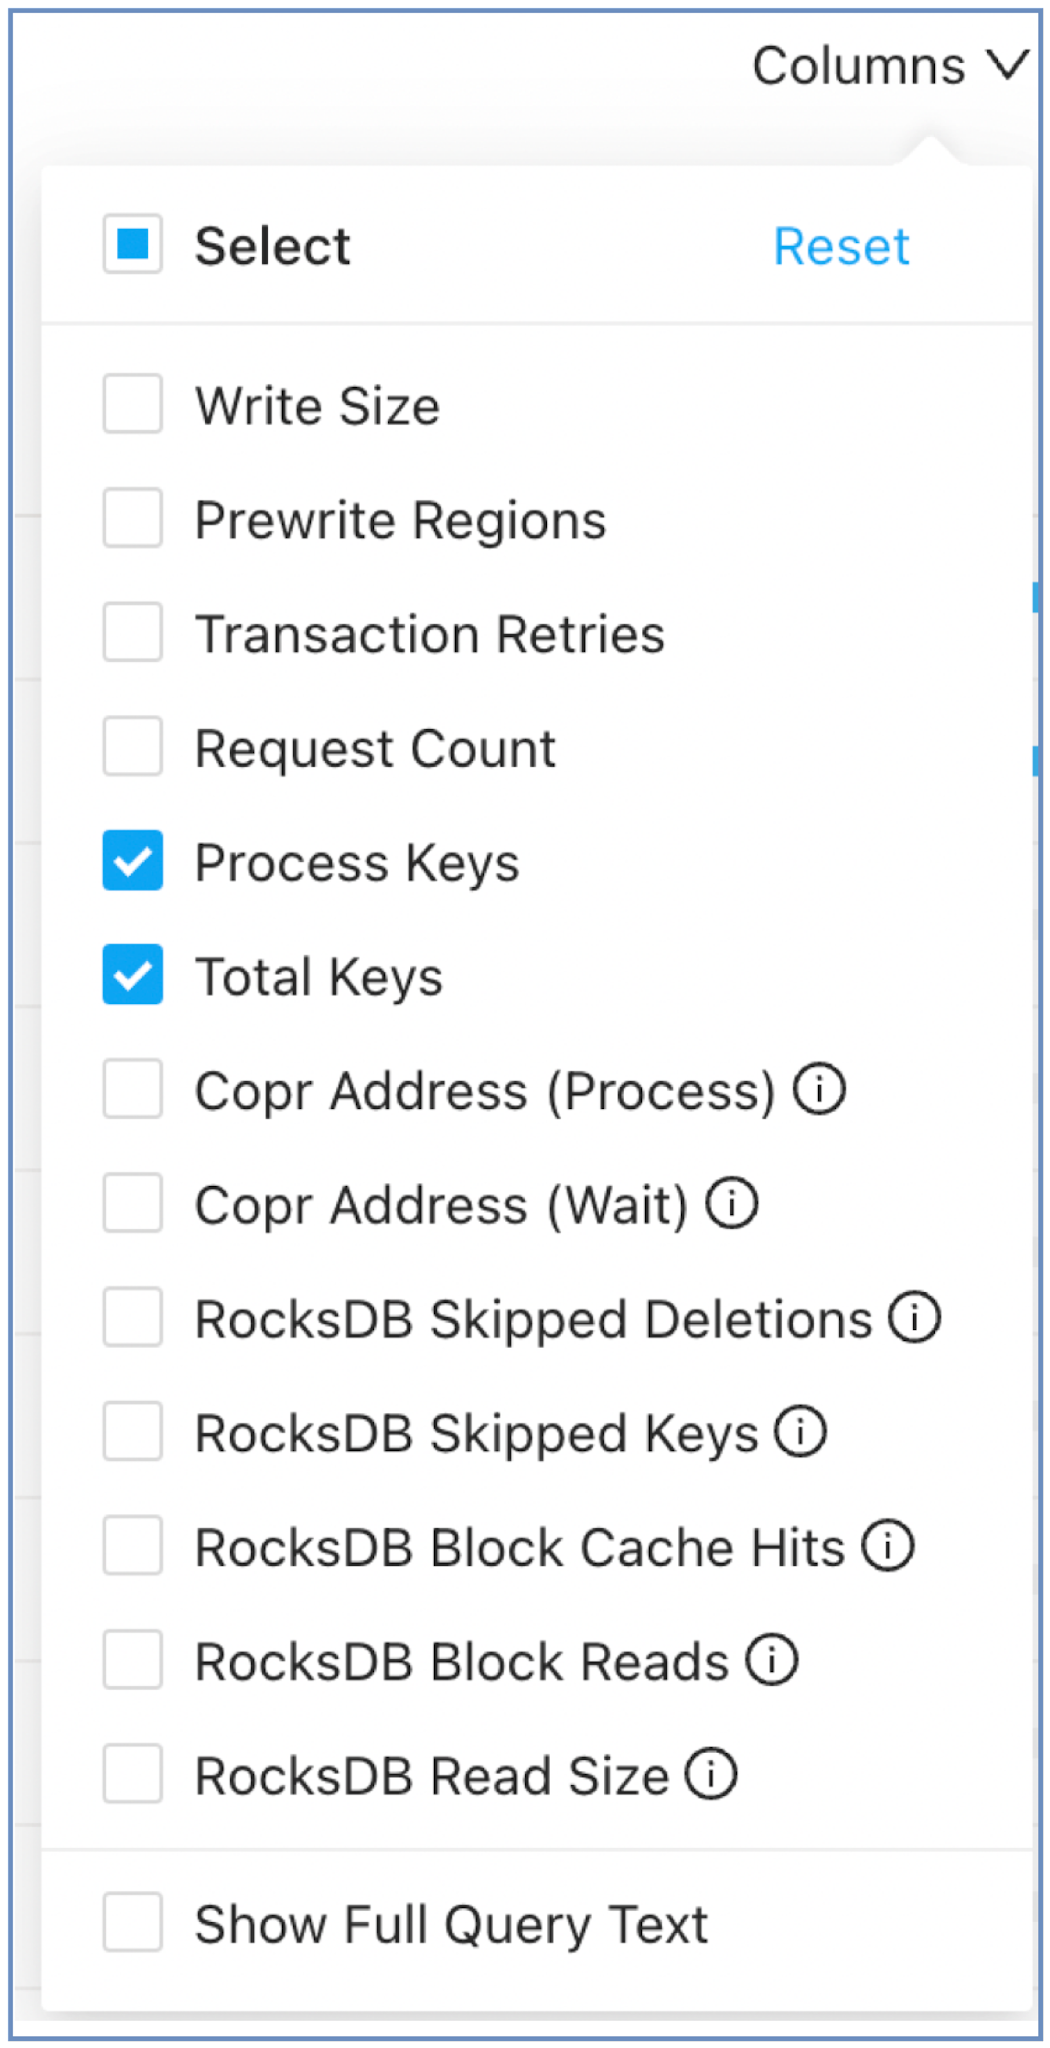 Columns
Select Reset
Write Size
Prewrite Regions
Transaction Retries
Request Count
Process Keys
Total Keys
Copr Address (Process)
Copr Address (Wait)
RocksDB Skipped Deletions
RocksDB Skipped Keys
RocksDB Block Cache Hits
RocksDB Block Reads
RocksDB Read Size
Show Full Query Text